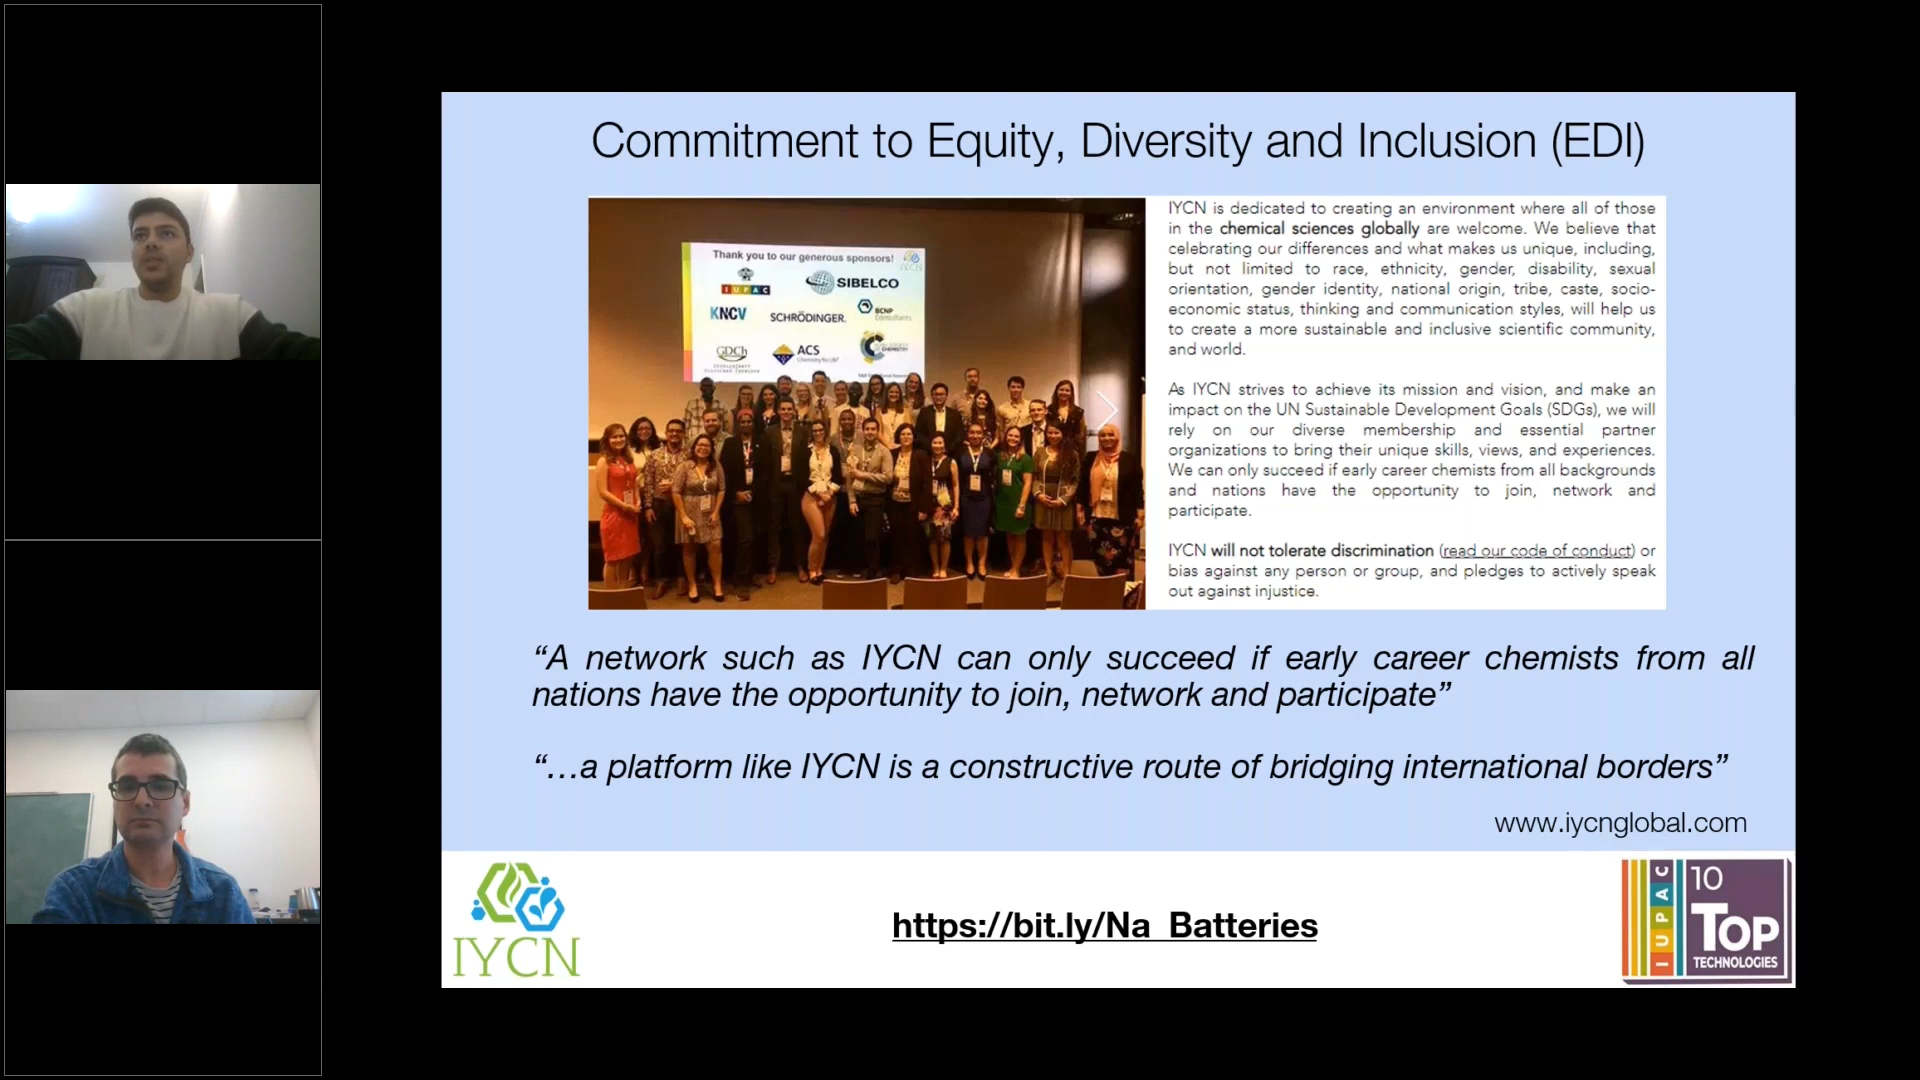 Commitment to Equity, Diversity and Inclusion (EDI)
Thank you to our generous sponsors!
IYCN
IUPAC
SIBELCO
KNCV
SCHRÖDINGER.
BCNP
Consultants
GDCh
ACS
Chemistry for Life
IYCN is dedicated to creating an environment where all of those
in the chemical sciences globally are welcome. We believe that
celebrating our differences and what makes us unique, including,
but not limited to race, ethnicity, gender, disability, sexual
orientation, gender identity, national origin, tribe, caste, socio-
economic status, thinking and communication styles, will help us
to create a more sustainable and inclusive scientific community,
and world.
As IYCN strives to achieve its mission and vision, and make an
impact on the UN Sustainable Development Goals (SDGs), we will
rely on our diverse membership and essential partner
organizations to bring their unique skills, views, and experiences.
We can only succeed if early career chemists from all backgrounds
and nations have the opportunity to join, network and
participate.
IYCN will not tolerate discrimination (read our code of conduct) or
bias against any person or group, and pledges to actively speak
out against injustice.
“A network such as IYCN can only succeed if early career chemists from all
nations have the opportunity to join, network and participate”
“…a platform like IYCN is a constructive route of bridging international borders”
www.iycnglobal.com
IYCN
https://bit.ly/Na_Batteries
IUPAC
10
TOP
TECHNOLOGIES